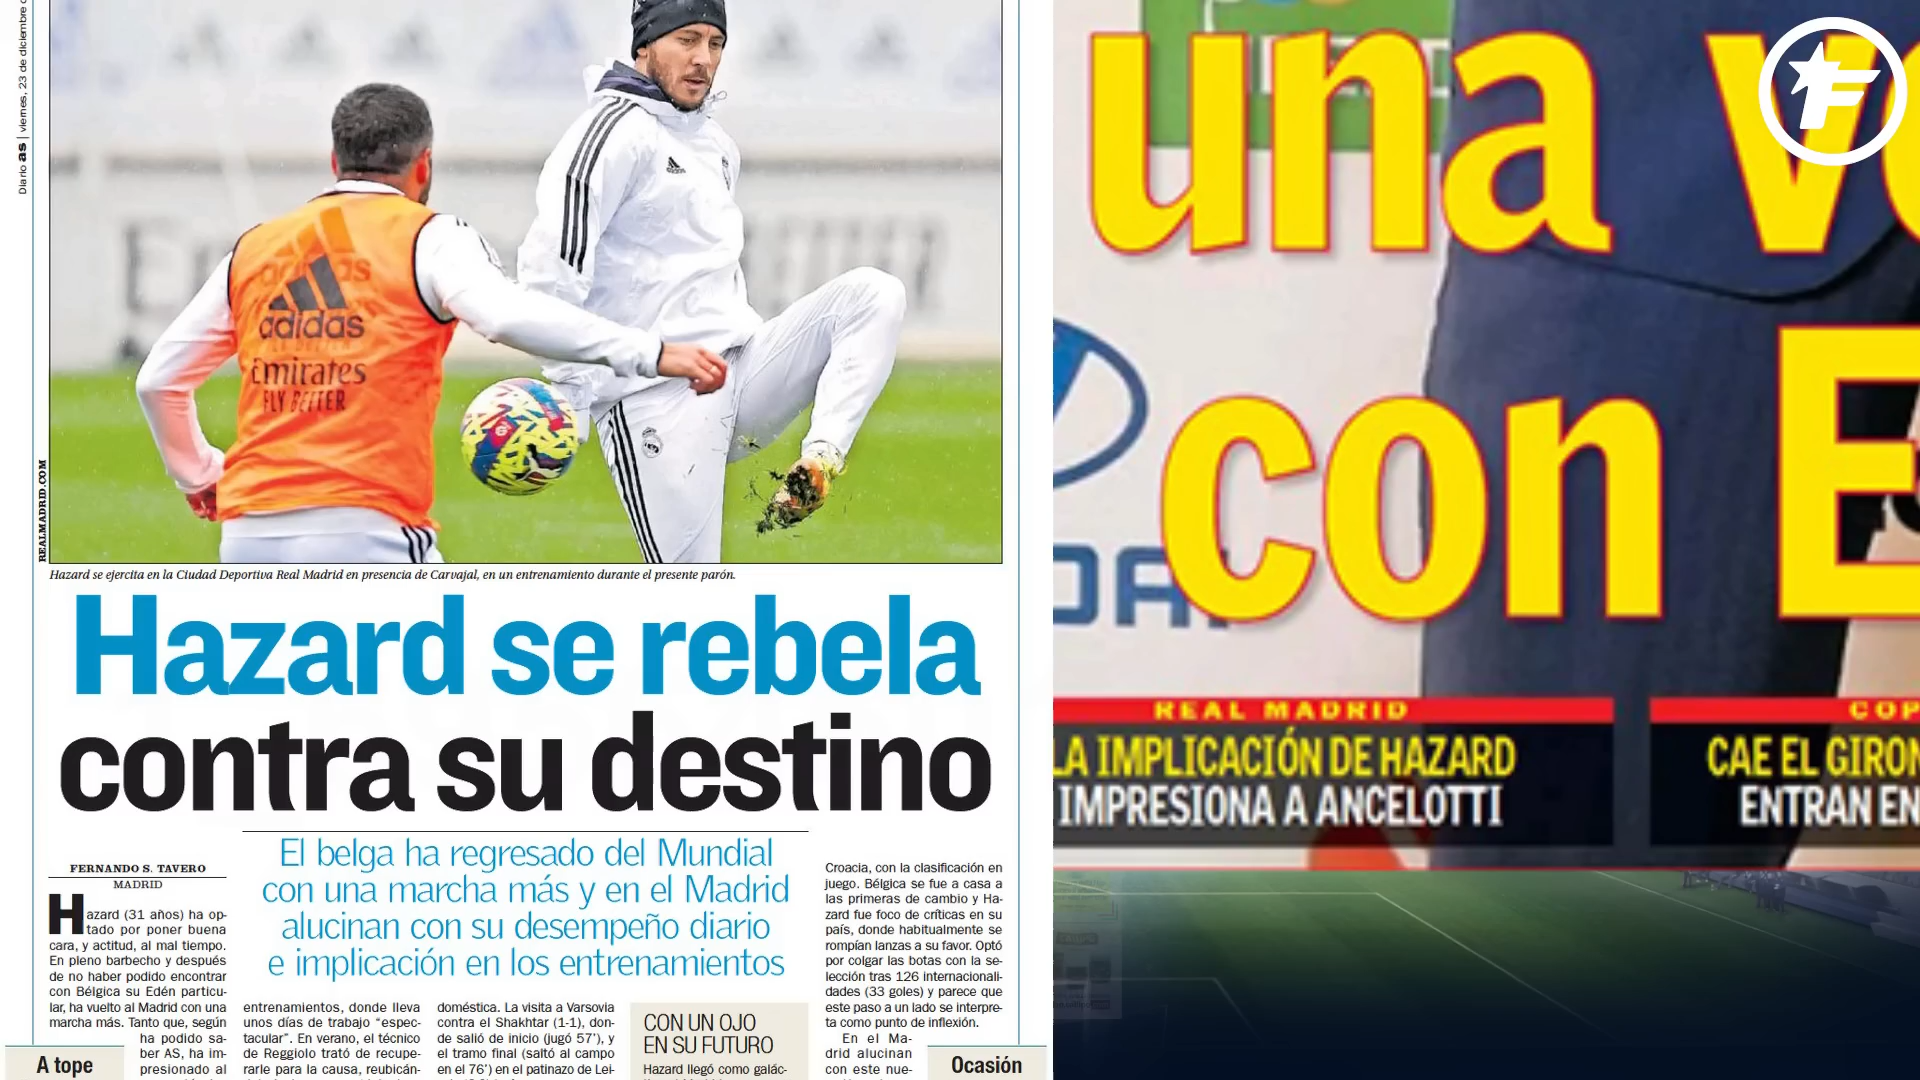 Diario as | viernes, 23 de diciembre
adidas
Emirates
FLY BETTER
REALMADRID.COM
Hazard se ejercita en la Ciudad Deportiva Real Madrid en presencia de Carvajal, en un entrenamiento durante el presente parón.
Hazard se rebela
contra su destino
El belga ha regresado del Mundial
con una marcha más y en el Madrid
alucinan con su desempeño diario
e implicación en los entrenamientos
FERNANDO S. TAVERO
MADRID
Hazard (31 años) ha op-
tado por poner buena
cara, y actitud, al mal tiempo.
En pleno barbecho y después
de no haber podido encontrar
con Bélgica su Edén particu-
lar, ha vuelto al Madrid con una
marcha más. Tanto que, según
ha podido sa-
ber AS, ha im-
presionado al
A tope
entrenamientos, donde lleva
unos días de trabajo “espec-
tacular”. En verano, el técnico
de Reggiolo trató de recupe-
rarle para la causa, reubicán-
doméstica. La visita a Varsovia
contra el Shakhtar (1-1), don-
de salió de inicio (jugó 57’), y
el tramo final (saltó al campo
en el 76’) en el patinazo de Lei-
CON UN OJO
EN SU FUTURO
Hazard llegó como galác-
Croacia, con la clasificación en
juego. Bélgica se fue a casa a
las primeras de cambio y Ha-
zard fue foco de críticas en su
país, donde habitualmente se
rompían lanzas a su favor. Optó
por colgar las botas con la se-
lección tras 126 internacionali-
dades (33 goles) y parece que
este paso a un lado se interpre-
ta como punto de inflexión.
En el Ma-
drid alucinan
con este nue-
Ocasión
una v
con E
REAL MADRID
LA IMPLICACIÓN DE HAZARD
IMPRESIONA A ANCELOTTI
COP
CAE EL GIRON
ENTRAN EN
F